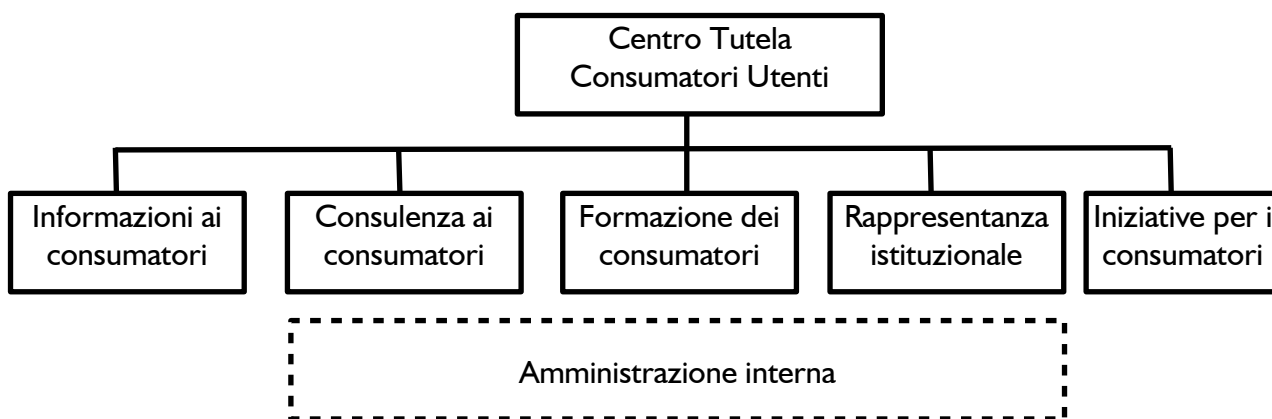 Centro Tutela
Consumatori Utenti
Informazioni ai
consumatori
Consulenza ai
consumatori
Formazione dei
consumatori
Rappresentanza
istituzionale
Iniziative per i
consumatori
Amministrazione interna